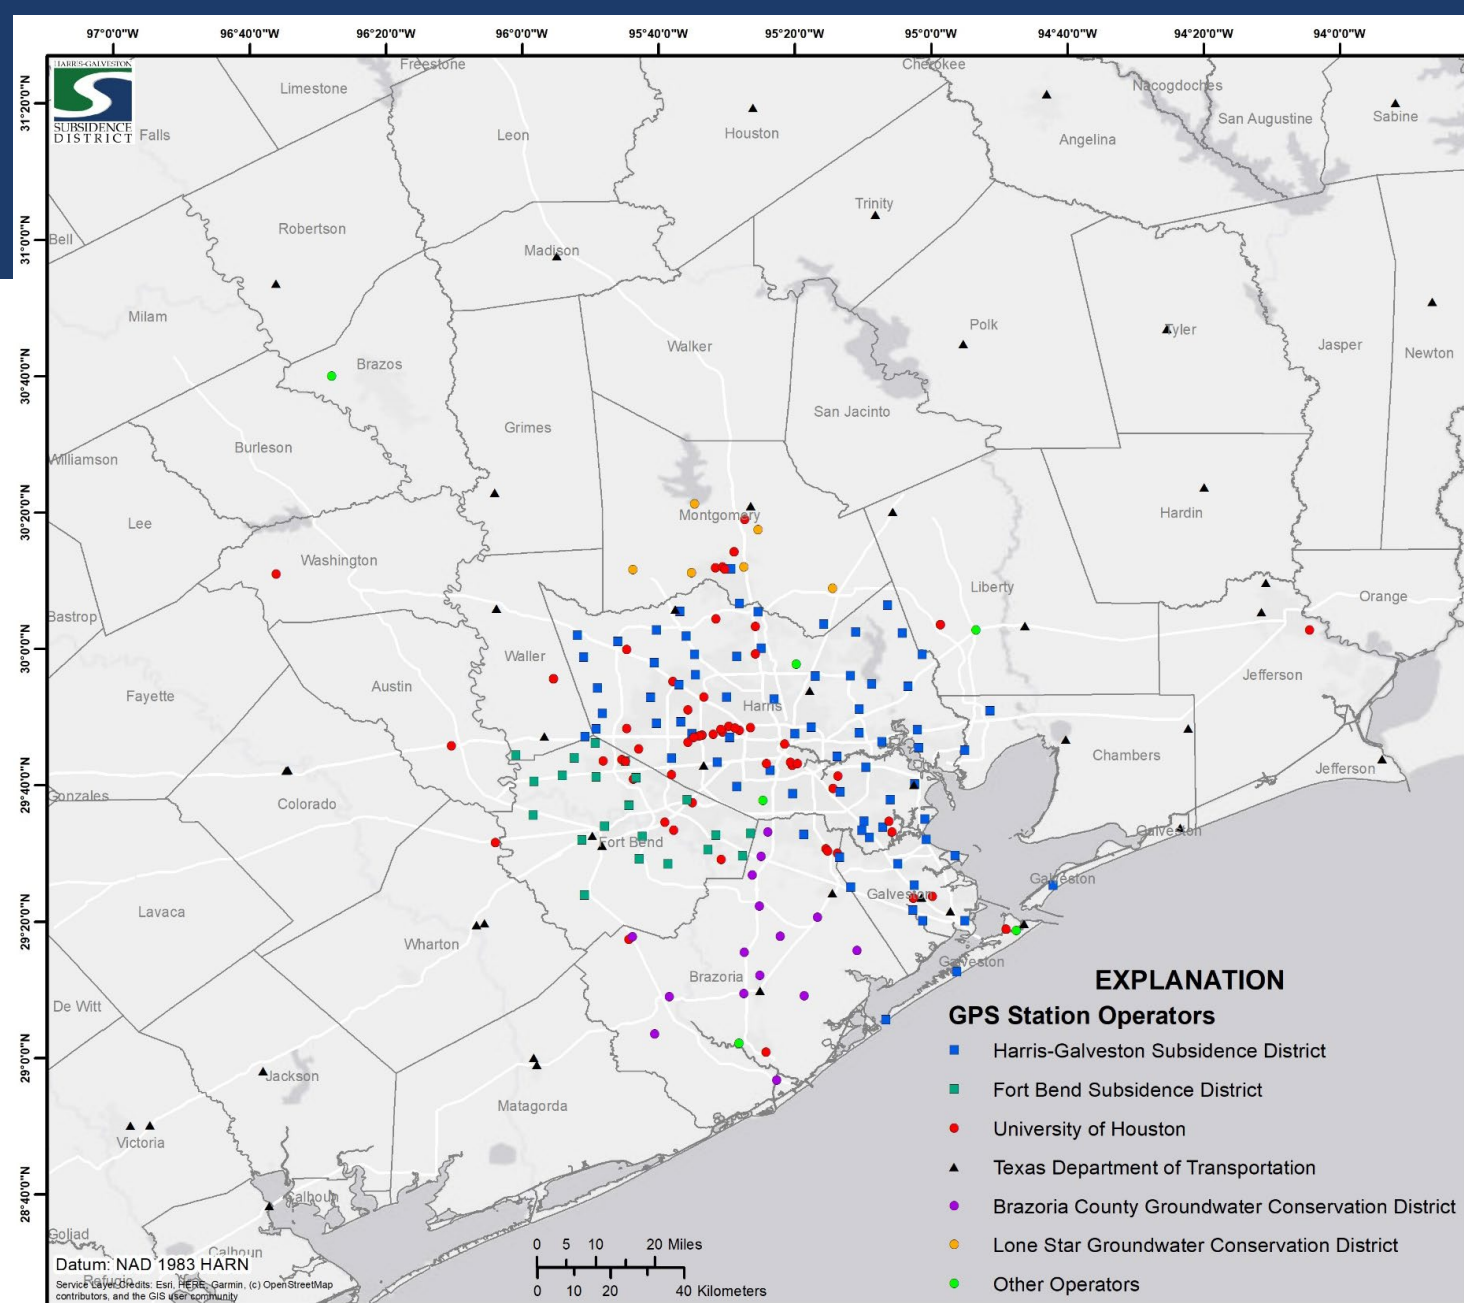 97°0'0"W 96°40'0"W 96°20'0"W 96°0'0"W 95°40'0"W 95°20'0"W 95°0'0"W 94°40'0"W 94°20'0"W 94°0'0"W
HARRIS-GALVESTON
SUBSIDENCE
DISTRICT
31°20'0"N
31°0'0"N
30°40'0"N
30°20'0"N
30°0'0"N
29°40'0"N
29°20'0"N
29°0'0"N
28°40'0"N
Freestone
Cherokee
Limestone
Nacogdoches
Falls
Leon
Houston
Angelina
San Augustine
Sabine
Trinity
Robertson
Bell
Madison
Milam
Walker
Polk
Tyler
Jasper
Newton
Brazos
San Jacinto
Grimes
Burleson
Williamson
Lee
Montgomery
Hardin
Washington
Liberty
Orange
Bastrop
Waller
Fayette
Austin
Harris
Jefferson
Chambers
Jefferson
Gonzales
Colorado
Galveston
Fort Bend
Galveston
Galveston
Lavaca
Wharton
Galveston
Brazoria
De Witt
Jackson
Matagorda
Victoria
Calhoun
Goliad
Calhoun
Refugio
EXPLANATION
GPS Station Operators
Harris-Galveston Subsidence District
Fort Bend Subsidence District
University of Houston
Texas Department of Transportation
Brazoria County Groundwater Conservation District
Lone Star Groundwater Conservation District
Other Operators
0 5 10 20 Miles
0 10 20 40 Kilometers
Datum: NAD 1983 HARN
Service Layer Credits: Esri, HERE, Garmin, (c) OpenStreetMap
contributors, and the GIS user community